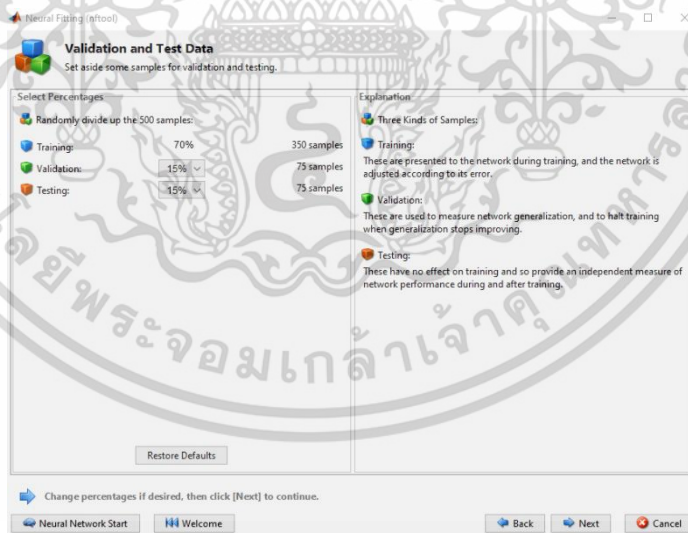 Neural Fitting (nftool)
Validation and Test Data
Set aside some samples for validation and testing.
Select Percentages
Randomly divide up the 500 samples:
Training: 70% 350 samples
Validation: 15% 75 samples
Testing: 15% 75 samples
Restore Defaults
Explanation
Three Kinds of Samples:
Training:
These are presented to the network during training, and the network is
adjusted according to its error.
Validation:
These are used to measure network generalization, and to halt training
when generalization stops improving.
Testing:
These have no effect on training and so provide an independent measure of
network performance during and after training.
Change percentages if desired, then click [Next] to continue.
Neural Network Start Welcome Back Next Cancel